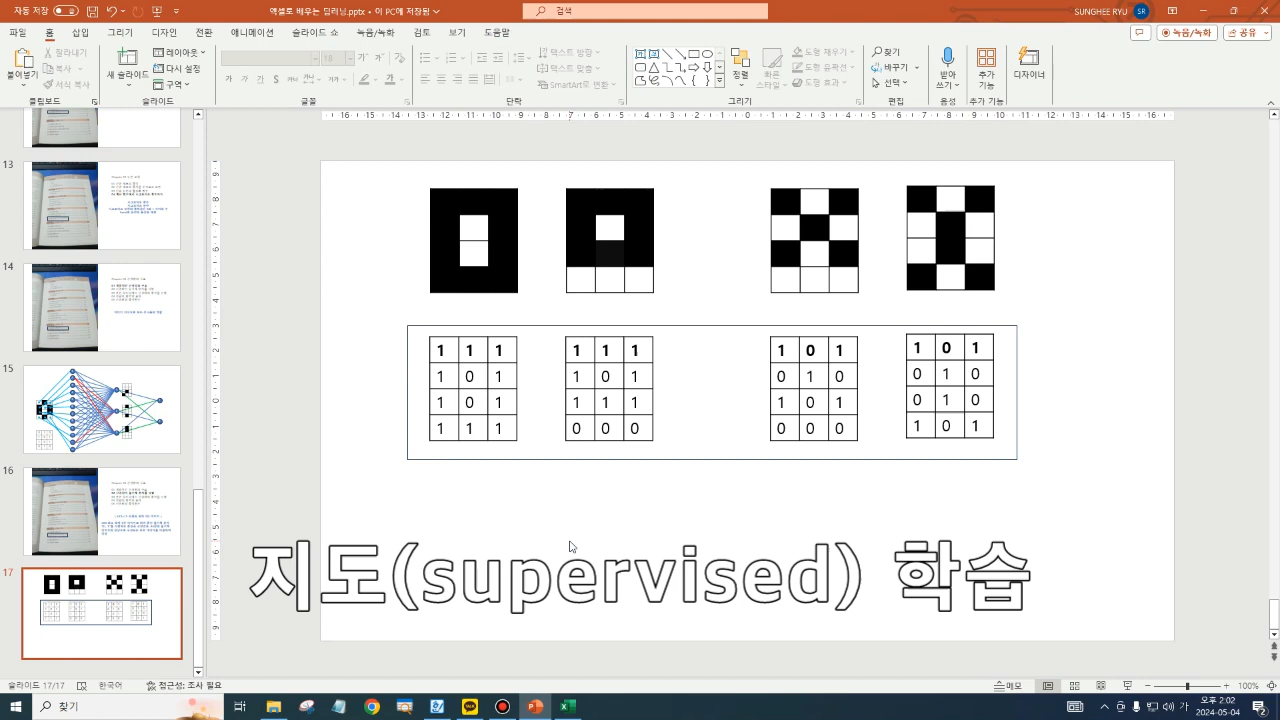 자동 저장
엑셀로 배우는 딥러닝.pptx • 이 PC에 저장됨
검색
SUNGHEE RYU
SR
파일 홈 삽입 그리기 디자인 전환 애니메이션 슬라이드 쇼 녹음/녹화 검토 보기 도움말
녹음/녹화
공유
붙여넣기
잘라내기
복사
서식 복사
클립보드
새 슬라이드
레이아웃
다시 설정
구역
슬라이드
글꼴
텍스트 방향
텍스트 맞춤
SmartArt로 변환
단락
정렬
빠른 스타일
도형 채우기
도형 윤곽선
도형 효과
그리기
찾기
바꾸기
선택
편집
받아쓰기
음성
추가 기능
추가 기능
디자이너
13
14
15
16
17
1 1 1
1 0 1
1 0 1
1 1 1
1 1 1
1 0 1
1 1 1
0 0 0
1 0 1
0 1 0
1 0 1
0 0 0
1 0 1
0 1 0
0 1 0
1 0 1
지도(supervised) 학습
슬라이드 17/17
한국어
접근성: 조사 필요
메모
100%
찾기
가
오후 2:00
2024-05-04